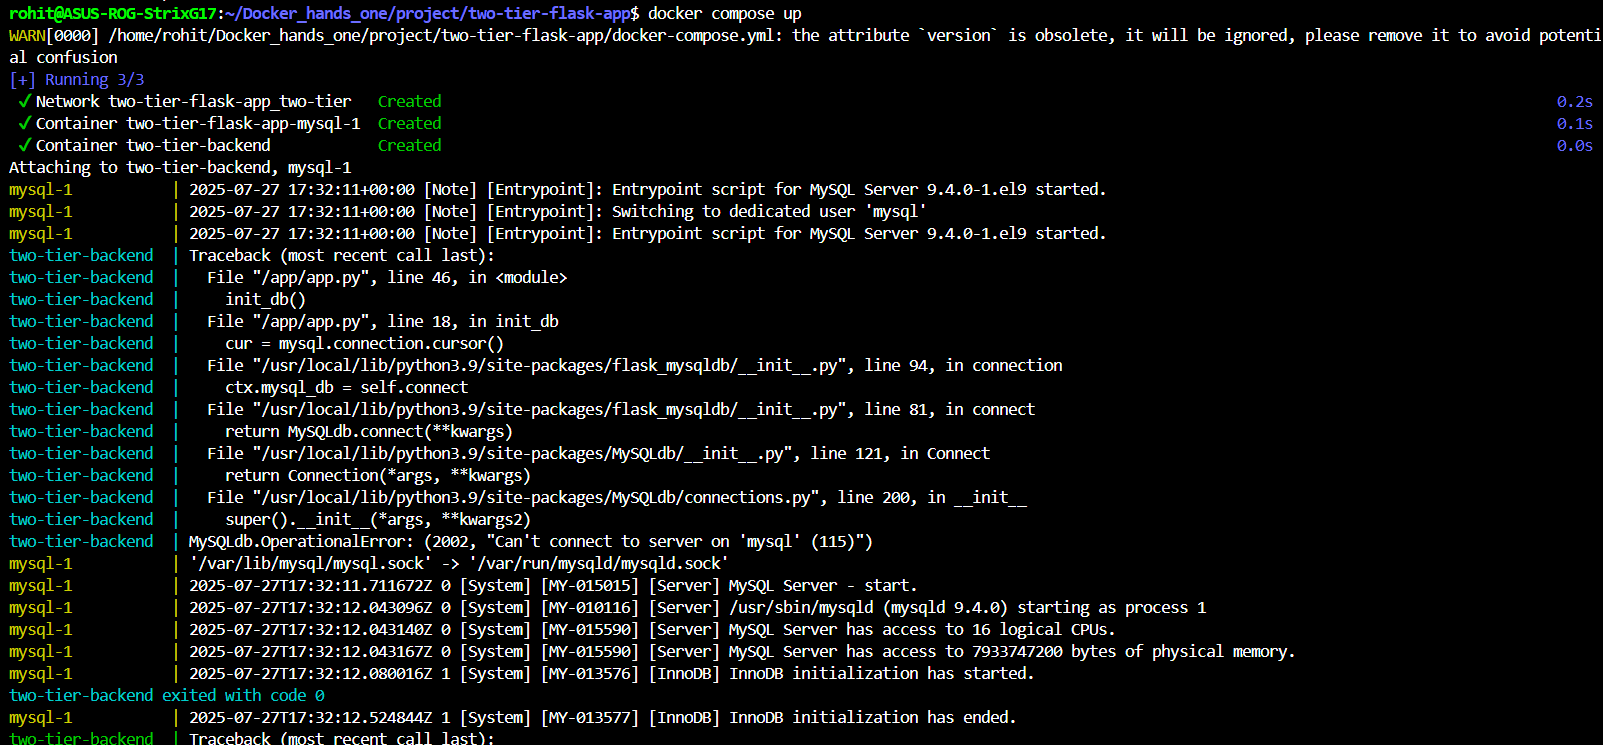 rohit@ASUS-ROG-StrixG17:~/Docker_hands_one/project/two-tier-flask-app$ docker compose up
WARN[0000] /home/rohit/Docker_hands_one/project/two-tier-flask-app/docker-compose.yml: the attribute `version` is obsolete, it will be ignored, please remove it to avoid potenti
al confusion
[+] Running 3/3
✔ Network two-tier-flask-app_two-tier Created 0.2s
✔ Container two-tier-flask-app-mysql-1 Created 0.1s
✔ Container two-tier-backend Created 0.0s
Attaching to two-tier-backend, mysql-1
mysql-1 | 2025-07-27 17:32:11+00:00 [Note] [Entrypoint]: Entrypoint script for MySQL Server 9.4.0-1.el9 started.
mysql-1 | 2025-07-27 17:32:11+00:00 [Note] [Entrypoint]: Switching to dedicated user 'mysql'
mysql-1 | 2025-07-27 17:32:11+00:00 [Note] [Entrypoint]: Entrypoint script for MySQL Server 9.4.0-1.el9 started.
two-tier-backend | Traceback (most recent call last):
two-tier-backend | File "/app/app.py", line 46, in <module>
two-tier-backend | init_db()
two-tier-backend | File "/app/app.py", line 18, in init_db
two-tier-backend | cur = mysql.connection.cursor()
two-tier-backend | File "/usr/local/lib/python3.9/site-packages/flask_mysqldb/__init__.py", line 94, in connection
two-tier-backend | ctx.mysql_db = self.connect
two-tier-backend | File "/usr/local/lib/python3.9/site-packages/flask_mysqldb/__init__.py", line 81, in connect
two-tier-backend | return MySQLdb.connect(**kwargs)
two-tier-backend | File "/usr/local/lib/python3.9/site-packages/MySQLdb/__init__.py", line 121, in Connect
two-tier-backend | return Connection(*args, **kwargs)
two-tier-backend | File "/usr/local/lib/python3.9/site-packages/MySQLdb/connections.py", line 200, in __init__
two-tier-backend | super().__init__(*args, **kwargs2)
two-tier-backend | MySQLdb.OperationalError: (2002, "Can't connect to server on 'mysql' (115)")
mysql-1 | '/var/lib/mysql/mysql.sock' -> '/var/run/mysqld/mysqld.sock'
mysql-1 | 2025-07-27T17:32:11.711672Z 0 [System] [MY-015015] [Server] MySQL Server - start.
mysql-1 | 2025-07-27T17:32:12.043096Z 0 [System] [MY-010116] [Server] /usr/sbin/mysqld (mysqld 9.4.0) starting as process 1
mysql-1 | 2025-07-27T17:32:12.043140Z 0 [System] [MY-015590] [Server] MySQL Server has access to 16 logical CPUs.
mysql-1 | 2025-07-27T17:32:12.043167Z 0 [System] [MY-015590] [Server] MySQL Server has access to 7933747200 bytes of physical memory.
mysql-1 | 2025-07-27T17:32:12.080016Z 1 [System] [MY-013576] [InnoDB] InnoDB initialization has started.
two-tier-backend exited with code 0
mysql-1 | 2025-07-27T17:32:12.524844Z 1 [System] [MY-013577] [InnoDB] InnoDB initialization has ended.
two-tier-backend | Traceback (most recent call last):